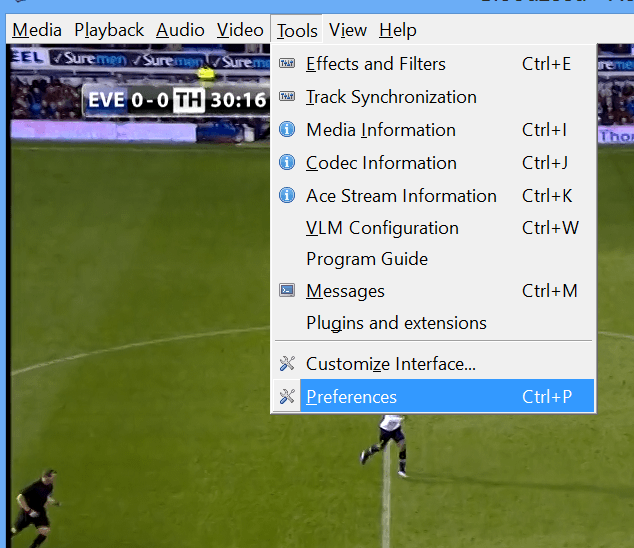 Media Playback Audio Video Tools View Help
EEL Suremen Suremen Suremen
EVE 0-0 TH 30:16
Thom
Effects and Filters Ctrl+E
Track Synchronization
Media Information Ctrl+I
Codec Information Ctrl+J
Ace Stream Information Ctrl+K
VLM Configuration Ctrl+W
Program Guide
Messages Ctrl+M
Plugins and extensions
Customize Interface...
Preferences Ctrl+P